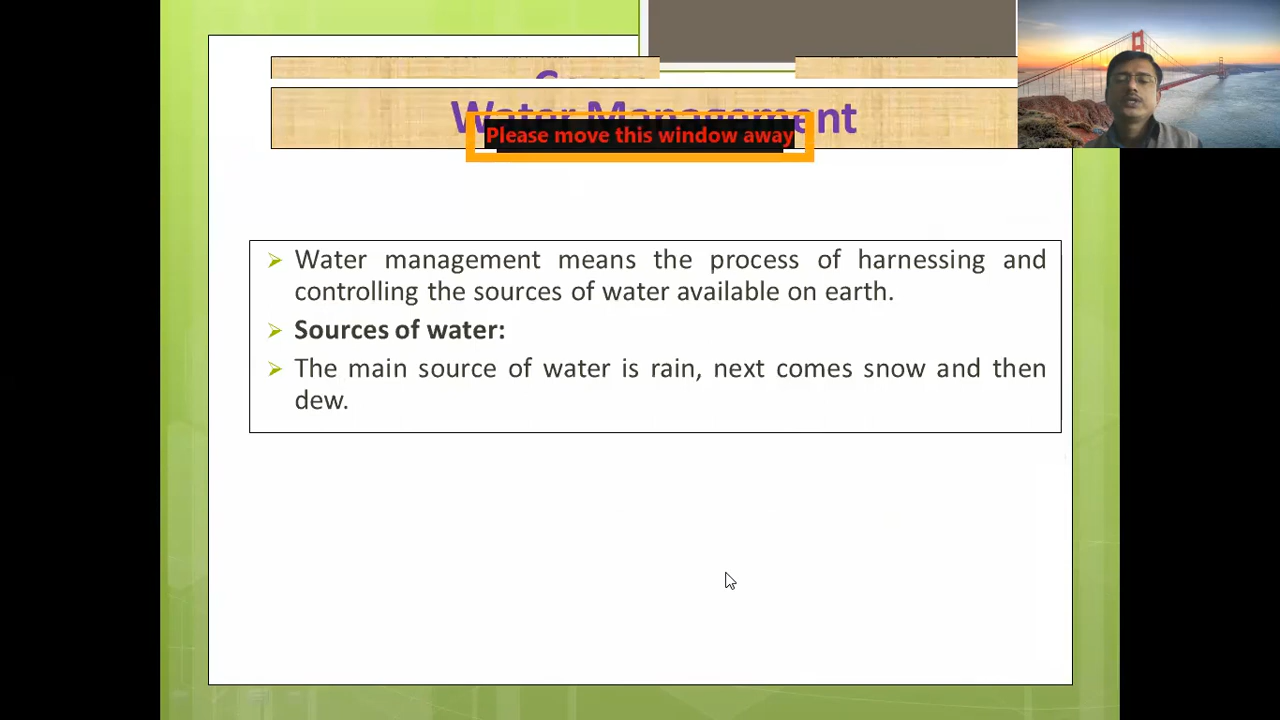 Water Management
Please move this window away
➢ Water management means the process of harnessing and
controlling the sources of water available on earth.
➢ Sources of water:
➢ The main source of water is rain, next comes snow and then
dew.